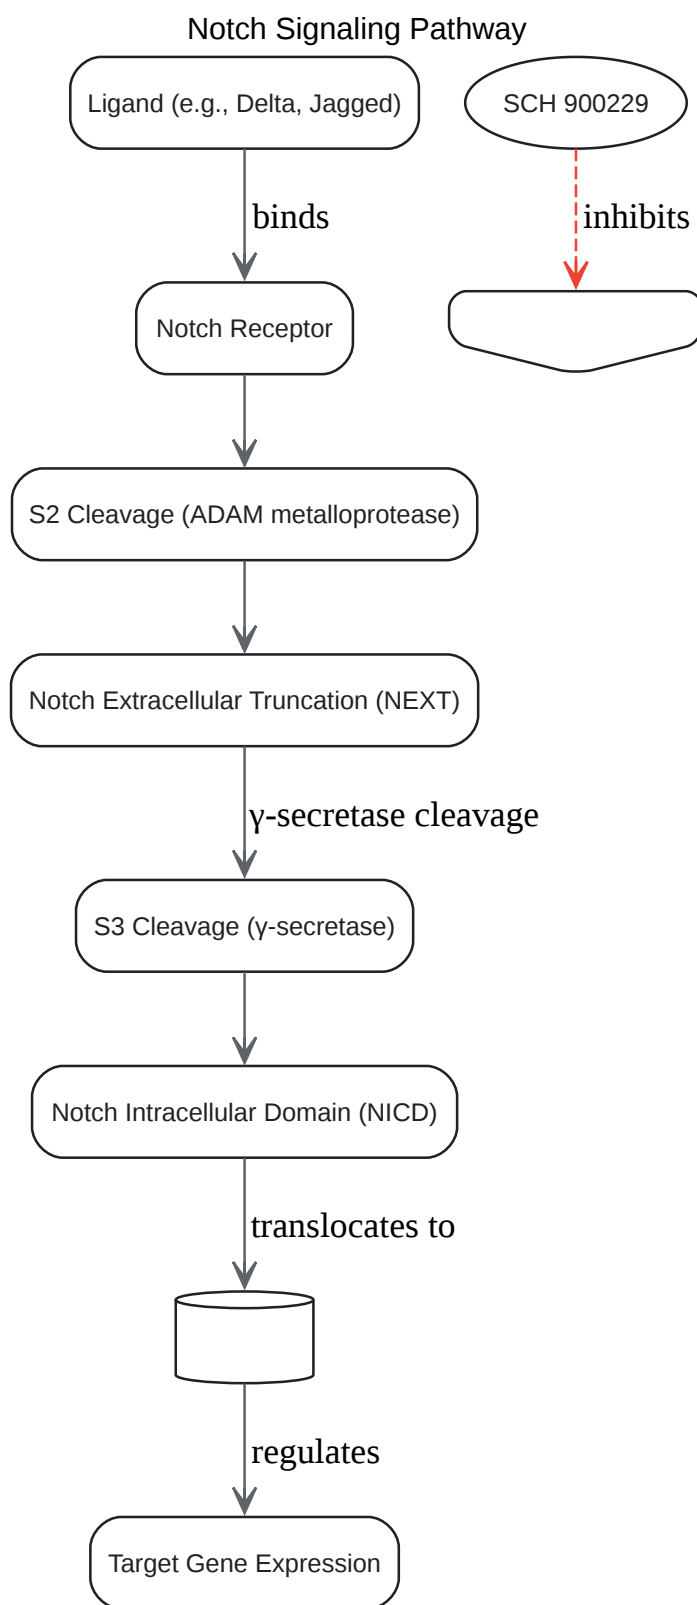 Notch Signaling Pathway
Ligand (e.g., Delta, Jagged)
SCH 900229
binds
inhibits
Notch Receptor
S2 Cleavage (ADAM metalloprotease)
Notch Extracellular Truncation (NEXT)
γ-secretase cleavage
S3 Cleavage (γ-secretase)
Notch Intracellular Domain (NICD)
translocates to
regulates
Target Gene Expression